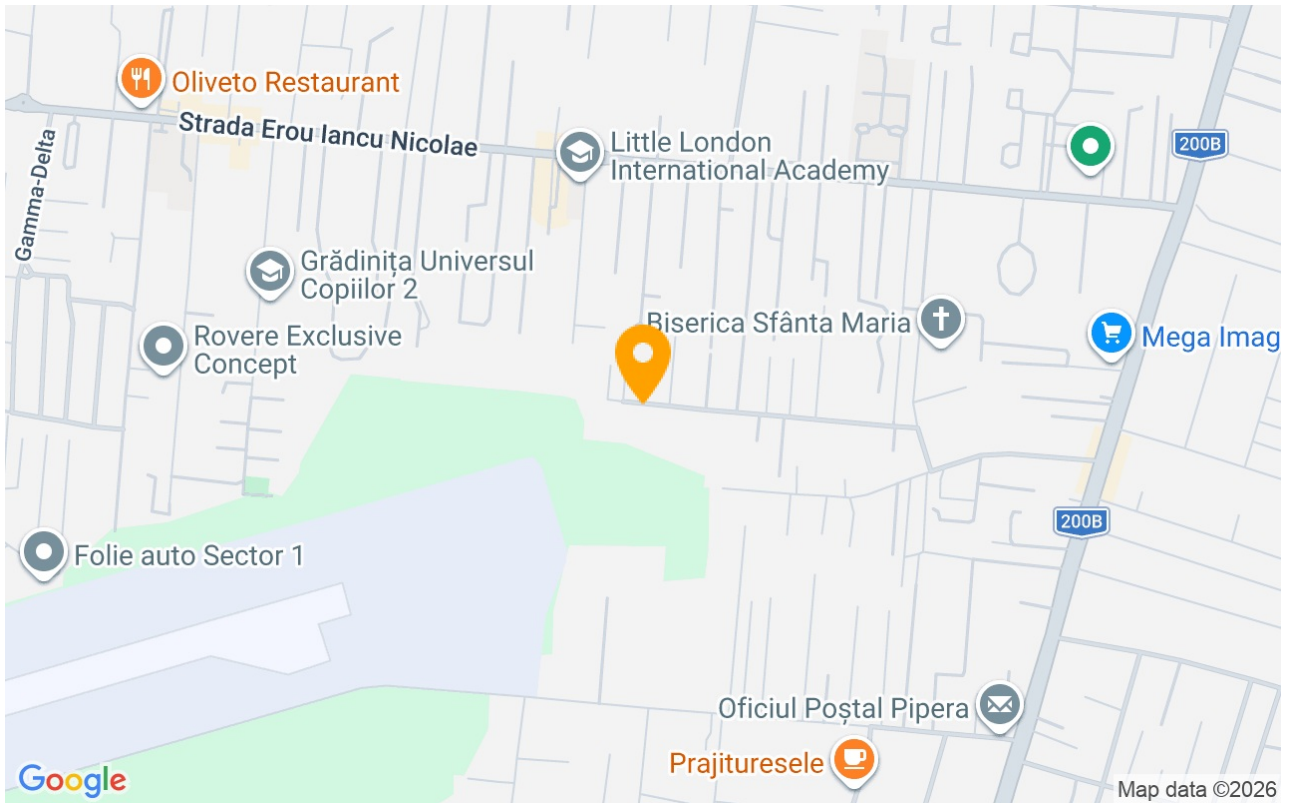 Oliveto Restaurant
Strada Erou Iancu Nicolae
Little London
International Academy
200B
Gamma-Delta
Grădinița Universul
Copiilor 2
Rovere Exclusive
Concept
Biserica Sfânta Maria
Mega Imag
200B
Folie auto Sector 1
Oficiul Poștal Pipera
Prajituresele
Google
Map data ©2026